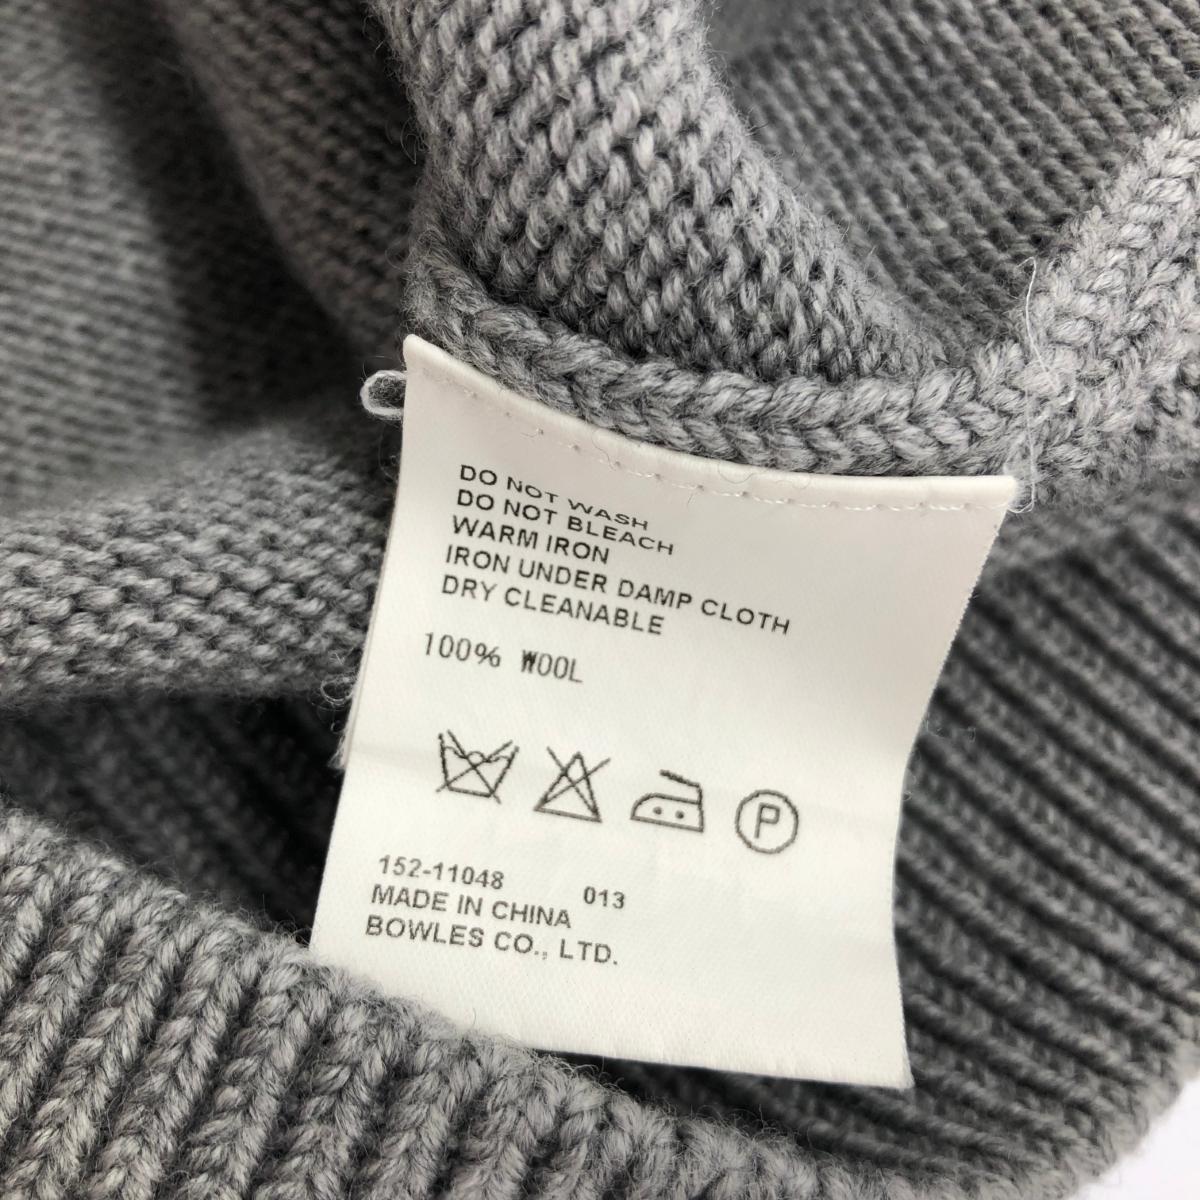 DO NOT WASH
DO NOT BLEACH
WARM IRON
IRON UNDER DAMP CLOTH
DRY CLEANABLE
100% WOOL
P
152-11048 013
MADE IN CHINA
BOWLES CO., LTD.